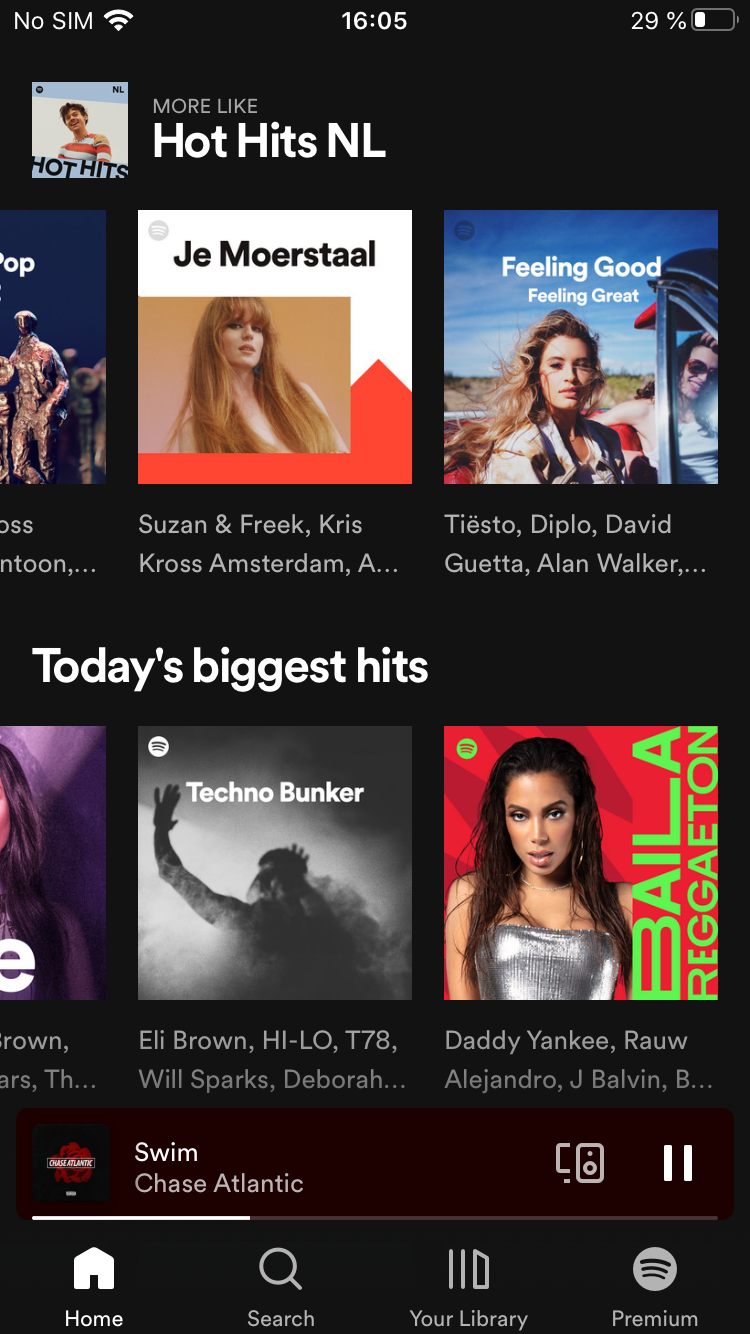 No SIM 16:05 29 %
NL
HOT HITS
MORE LIKE
Hot Hits NL
Pop
Je Moerstaal
Feeling Good
Feeling Great
oss
ntoon,...
Suzan & Freek, Kris
Kross Amsterdam, A...
Tiësto, Diplo, David
Guetta, Alan Walker,...
Today's biggest hits
e
Techno Bunker
BAILA
REGGAETON
Brown,
ars, Th...
Eli Brown, HI-LO, T78,
Will Sparks, Deborah...
Daddy Yankee, Rauw
Alejandro, J Balvin, B...
CHASE ATLANTIC
Swim
Chase Atlantic
Home
Search
Your Library
Premium